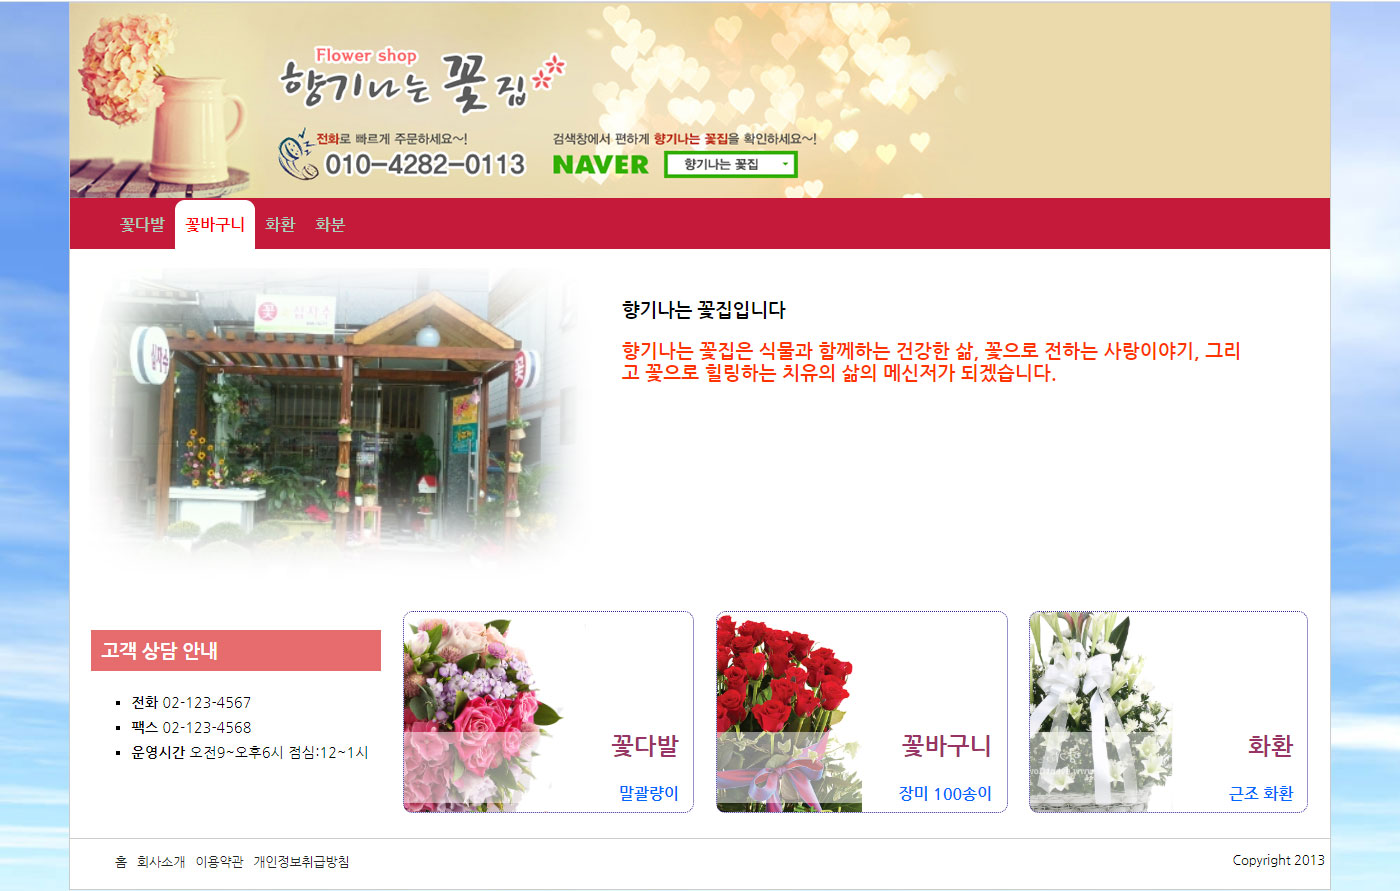 Flower shop
향기나는 꽃집
전화로 빠르게 주문하세요~!
010-4282-0113
검색창에서 편하게 향기나는 꽃집을 확인하세요~!
NAVER 향기나는 꽃집
꽃다발 꽃바구니 화환 화분
꽃
십자수
십자수
꽃
향기나는 꽃집입니다
향기나는 꽃집은 식물과 함께하는 건강한 삶, 꽃으로 전하는 사랑이야기, 그리
고 꽃으로 힐링하는 치유의 삶의 메신저가 되겠습니다.
고객 상담 안내
전화 02-123-4567
팩스 02-123-4568
운영시간 오전9~오후6시 점심:12~1시
꽃다발
말괄량이
꽃바구니
장미 100송이
화환
근조 화환
홈 회사소개 이용약관 개인정보취급방침
Copyright 2013